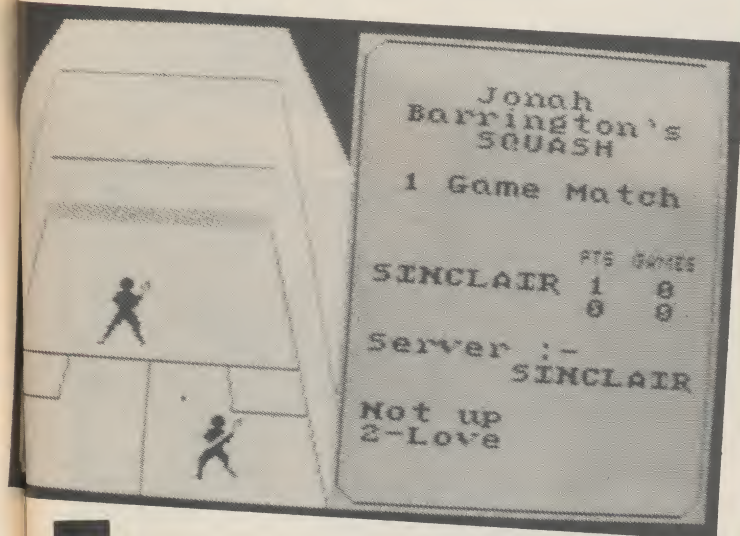 Jonah
Barrington's
SQUASH
1 Game Match
PTS GAMES
SINCLAIR 1 0
0 0
Server :-
SINCLAIR
Not up
2-Love